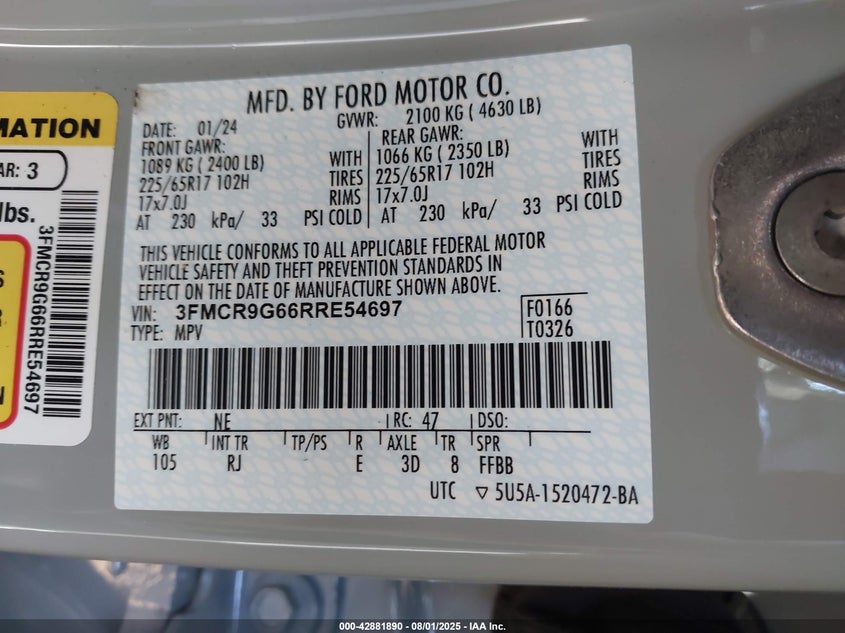 MFD. BY FORD MOTOR CO.
DATE: 01/24 GVWR: 2100 KG ( 4630 LB)
FRONT GAWR: REAR GAWR:
1089 KG ( 2400 LB) WITH 1066 KG ( 2350 LB) WITH
225/65R17 102H TIRES 225/65R17 102H TIRES
17x7.0J RIMS 17x7.0J RIMS
AT 230 kPa/ 33 PSI COLD AT 230 kPa/ 33 PSI COLD
THIS VEHICLE CONFORMS TO ALL APPLICABLE FEDERAL MOTOR
VEHICLE SAFETY AND THEFT PREVENTION STANDARDS IN
EFFECT ON THE DATE OF MANUFACTURE SHOWN ABOVE.
VIN: 3FMCR9G66RRE54697 F0166
TYPE: MPV T0326
EXT PNT: NE RC: 47 DSO:
WB INT TR TP/PS R AXLE TR SPR
105 RJ E 3D 8 FFBB
UTC ▽ 5U5A-1520472-BA
AR: 3
lbs.
3FMCR9G66RRE54697
000-42881890 - 08/01/2025 - IAA Inc.